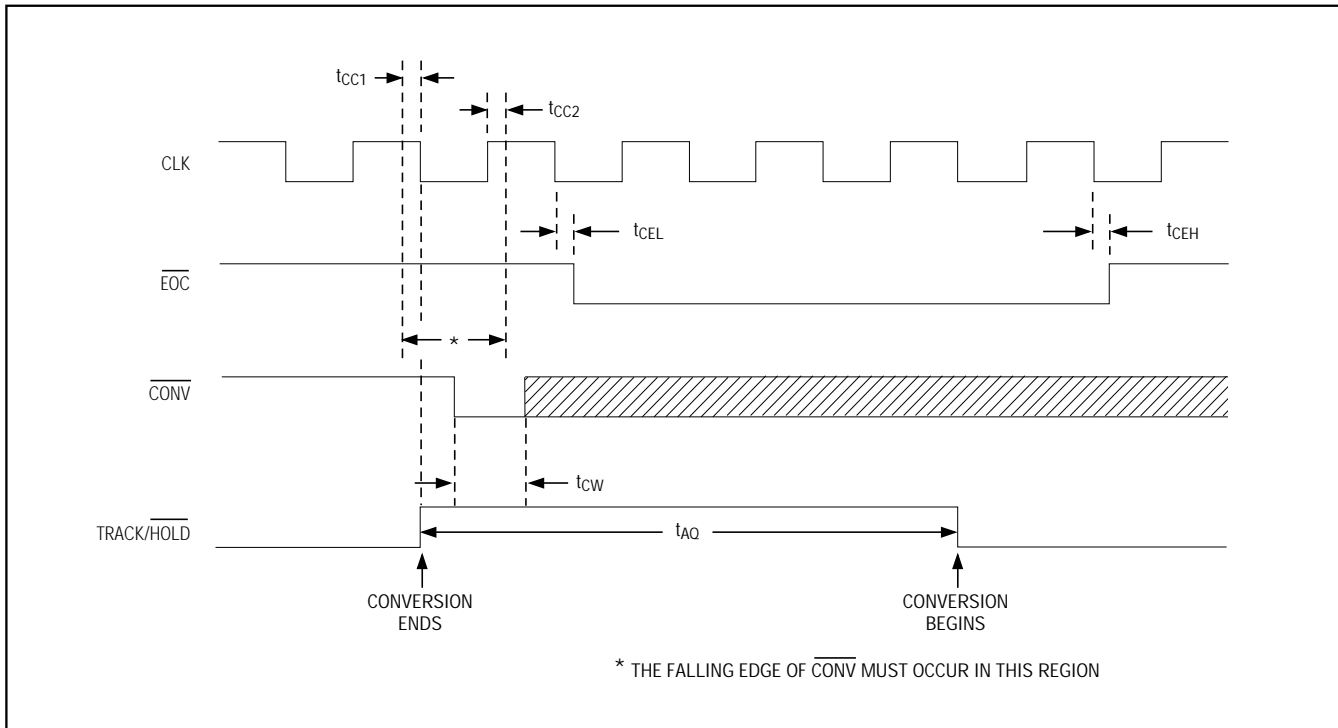 tCC1
tCC2
CLK
tCEL
tCEH
EOC
*
CONV
tCW
TRACK/HOLD
tAQ
CONVERSION
ENDS
CONVERSION
BEGINS
* THE FALLING EDGE OF CONV MUST OCCUR IN THIS REGION